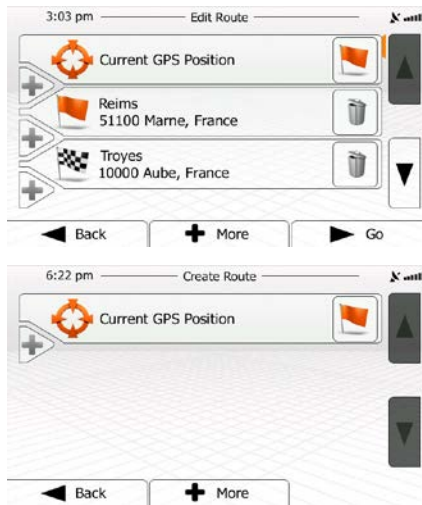 3:03 pm Edit Route
Current GPS Position
Reims
51100 Marne, France
Troyes
10000 Aube, France
Back More Go
6:22 pm Create Route
Current GPS Position
Back More